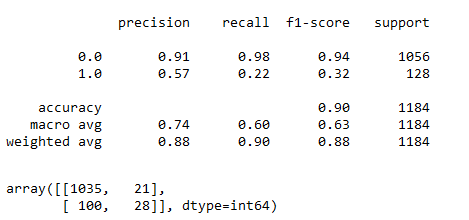 precision recall f1-score support
0.0 0.91 0.98 0.94 1056
1.0 0.57 0.22 0.32 128
accuracy 0.90 1184
macro avg 0.74 0.60 0.63 1184
weighted avg 0.88 0.90 0.88 1184
array([[1035, 21],
[ 100, 28]], dtype=int64)